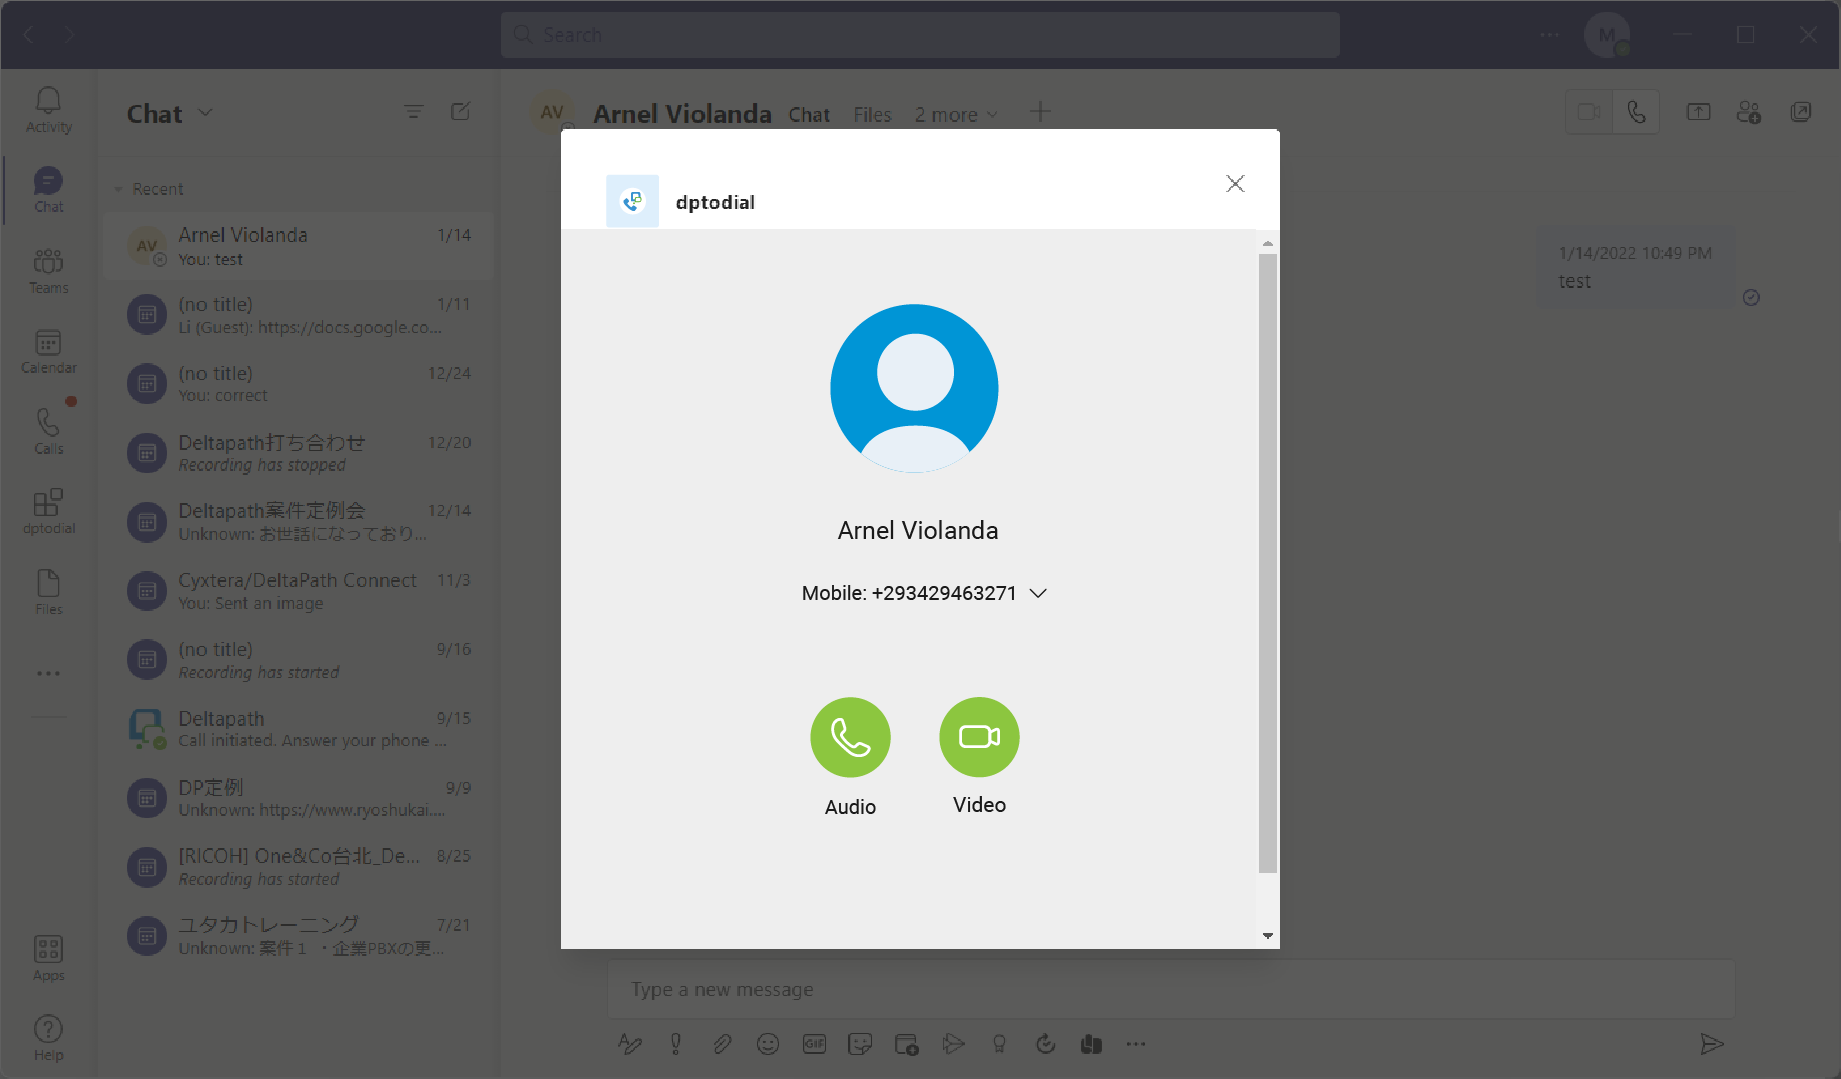 Search
M
Activity
Chat
Teams
Calendar
Calls
dptodial
Files
Apps
Help
Chat
Recent
AV
Arnel Violanda
1/14
You: test
(no title)
1/11
Li (Guest): https://docs.google.co...
(no title)
12/24
You: correct
Deltapath打ち合わせ
12/20
Recording has stopped
Deltapath案件定例会
12/14
Unknown: お世話になっており...
Cyxtera/DeltaPath Connect
11/3
You: Sent an image
(no title)
9/16
Recording has started
Deltapath
9/15
Call initiated. Answer your phone ...
DP定例
9/9
Unknown: https://www.ryoshukai....
[RICOH] One&Co台北_De...
8/25
Recording has started
ユタカトレーニング
7/21
Unknown: 案件１ ・企業PBXの更...
AV
Arnel Violanda
Chat
Files
2 more
1/14/2022 10:49 PM
test
dptodial
Arnel Violanda
Mobile: +293429463271
Audio
Video
Type a new message
GIF